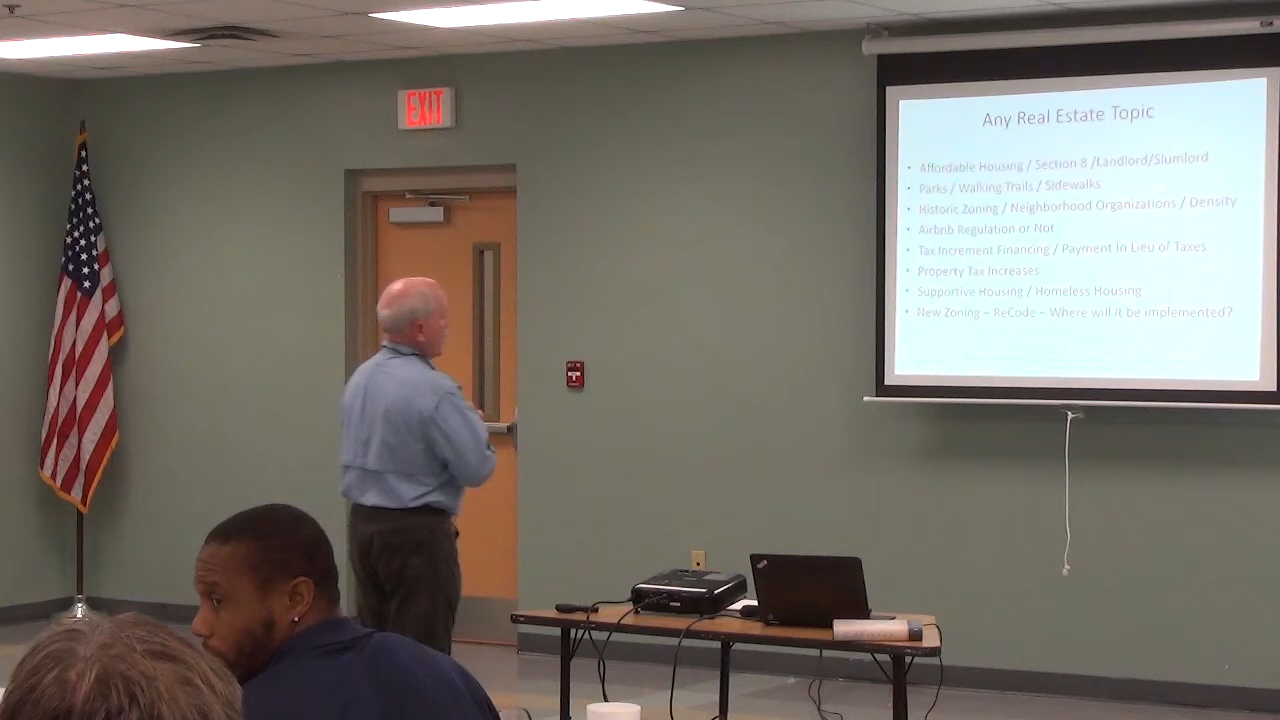 EXIT
Any Real Estate Topic
• Affordable Housing / Section 8 /Landlord/Slumlord
• Parks / Walking Trails / Sidewalks
• Historic Zoning / Neighborhood Organizations / Density
• Airbnb Regulation or Not
• Tax Increment Financing / Payment In Lieu of Taxes
• Property Tax Increases
• Supportive Housing / Homeless Housing
• New Zoning – ReCode – Where will it be implemented?